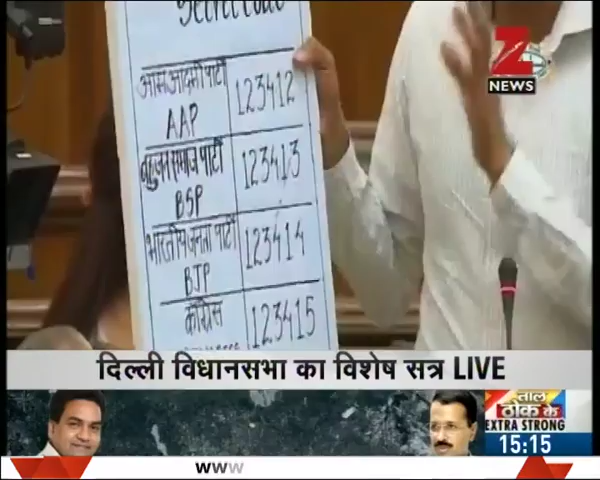 Secret Code
आम आदमी पार्टी
AAP
123412
बहुजन समाज पार्टी
BSP
123413
भारतीय जनता पार्टी
BJP
123414
कांग्रेस
123415
Z
NEWS
दिल्ली विधानसभा का विशेष सत्र LIVE
ताल
ठोक के
EXTRA STRONG
15:15
www